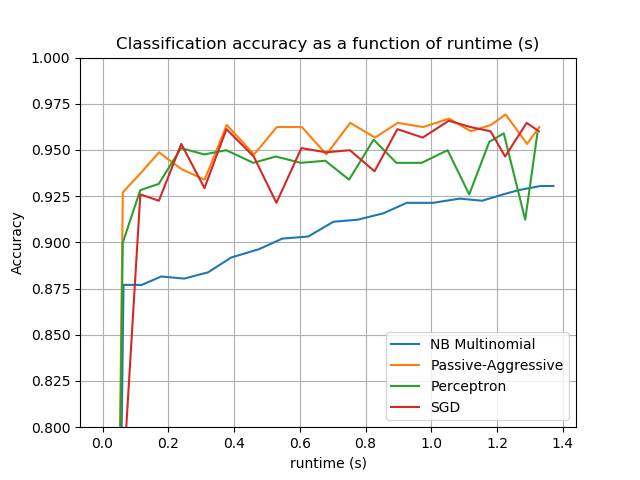 Classification accuracy as a function of runtime (s)
1.000
0.975
0.950
0.925
0.900
0.875
0.850
0.825
0.800
Accuracy
NB Multinomial
Passive-Aggressive
Perceptron
SGD
0.0 0.2 0.4 0.6 0.8 1.0 1.2 1.4
runtime (s)